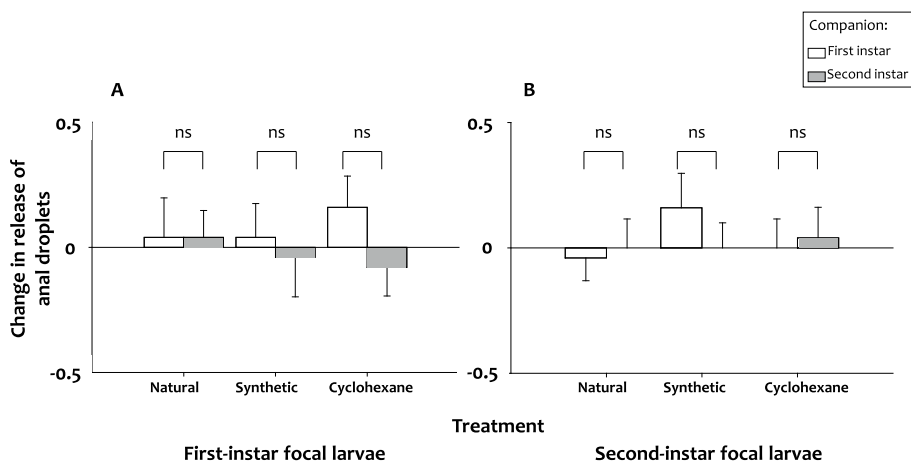 Companion:
First instar
Second instar
A
B
0.5
0
-0.5
ns
ns
ns
0.5
0
-0.5
ns
ns
ns
Change in release of
anal droplets
Natural
Synthetic
Cyclohexane
Natural
Synthetic
Cyclohexane
Treatment
First-instar focal larvae
Second-instar focal larvae